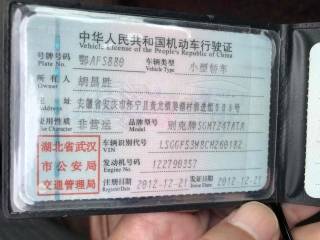 中华人民共和国机动车行驶证
Vehicle License of the People's Republic of China
号牌号码 鄂AFS880 车辆类型 小型轿车
Plate No. Vehicle Type
所有人 胡昌胜
Owner
住址 安徽省安庆市怀宁县黄龙镇
Address
使用性质 非营运 品牌型号 别克牌SGM7247ATA
Use Character Model
湖北省武汉
市公安局
交通管理局
车辆识别代号 LSGGF53W8CH260182
VIN
发动机号码 122790357
Engine No.
注册日期 2012-12-21 发证日期 2012-12-21
Register Date Issue Date